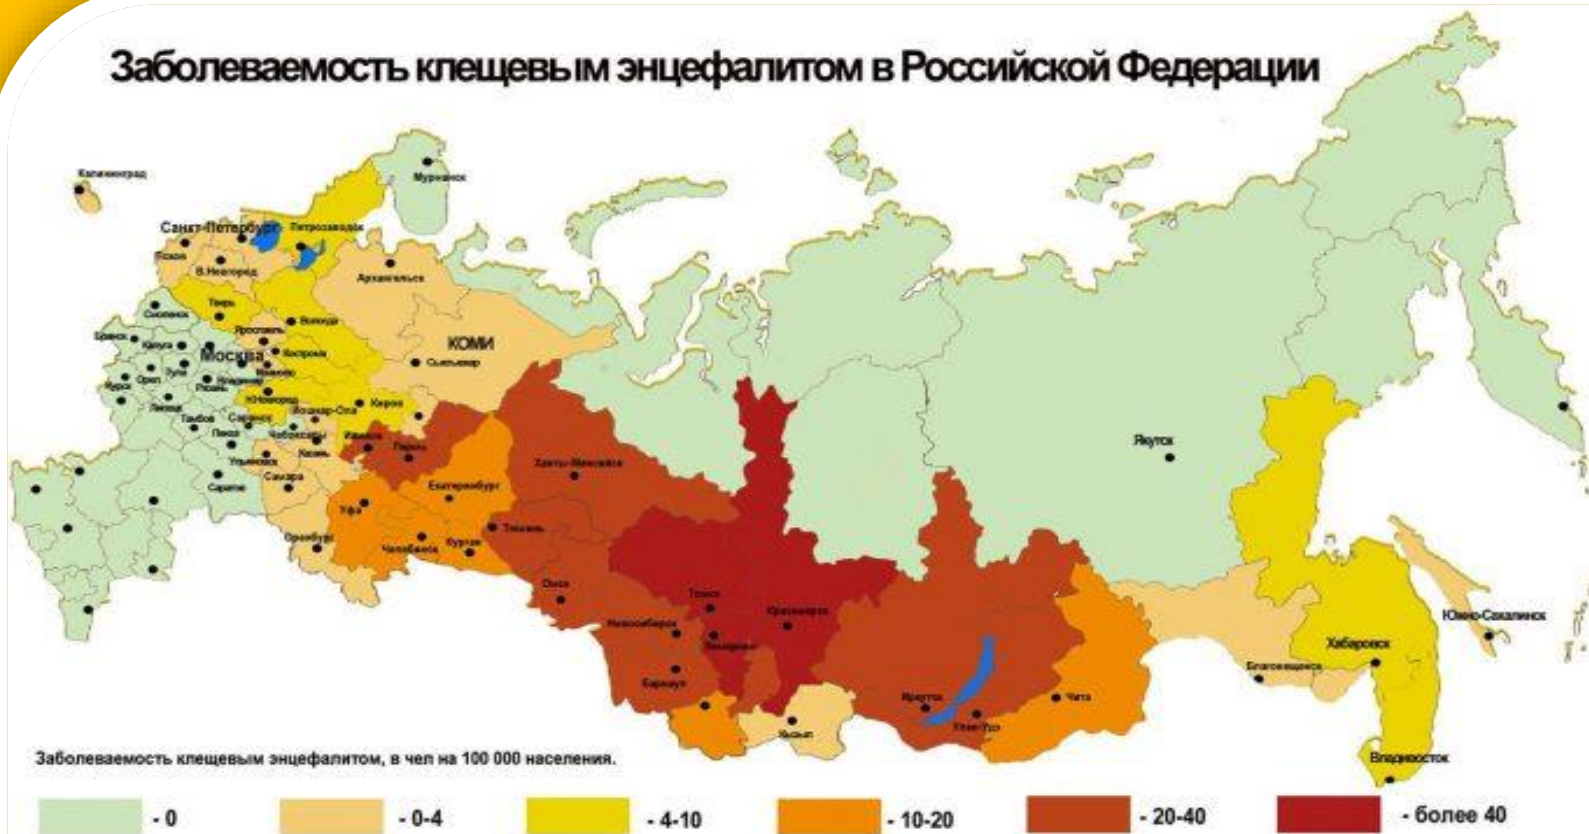 Заболеваемость клещевым энцефалитом в Российской Федерации
Калининград
Мурманск
Санкт-Петербург
Петрозаводск
Псков
В.Новгород
Архангельск
Тверь
Смоленск
Вологда
Ярославль
Брянск
Калуга
Москва
Кострома
КОМИ
Сыктывкар
Иваново
Тула
Владимир
Орел
Рязань
Курск
Н.Новгород
Киров
Липецк
Йошкар-Ола
Тамбов
Саранск
Чебоксары
Ижевск
Пенза
Пермь
Казань
Якутск
Ульяновск
Ханты-Мансийск
Самара
Саратов
Екатеринбург
Уфа
Тюмень
Оренбург
Челябинск
Курган
Омск
Томск
Красноярск
Новосибирск
Кемерово
Южно-Сахалинск
Хабаровск
Благовещенск
Барнаул
Иркутск
Чита
Улан-Удэ
Кызыл
Владивосток
Заболеваемость клещевым энцефалитом, в чел на 100 000 населения.
- 0
- 0-4
- 4-10
- 10-20
- 20-40
- более 40